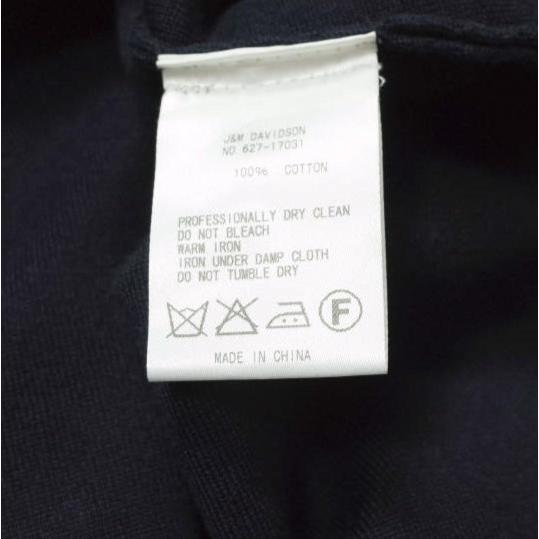 J&M DAVIDSON
NO. 627-17031
100% COTTON
PROFESSIONALLY DRY CLEAN
DO NOT BLEACH
WARM IRON
IRON UNDER DAMP CLOTH
DO NOT TUMBLE DRY
F
MADE IN CHINA